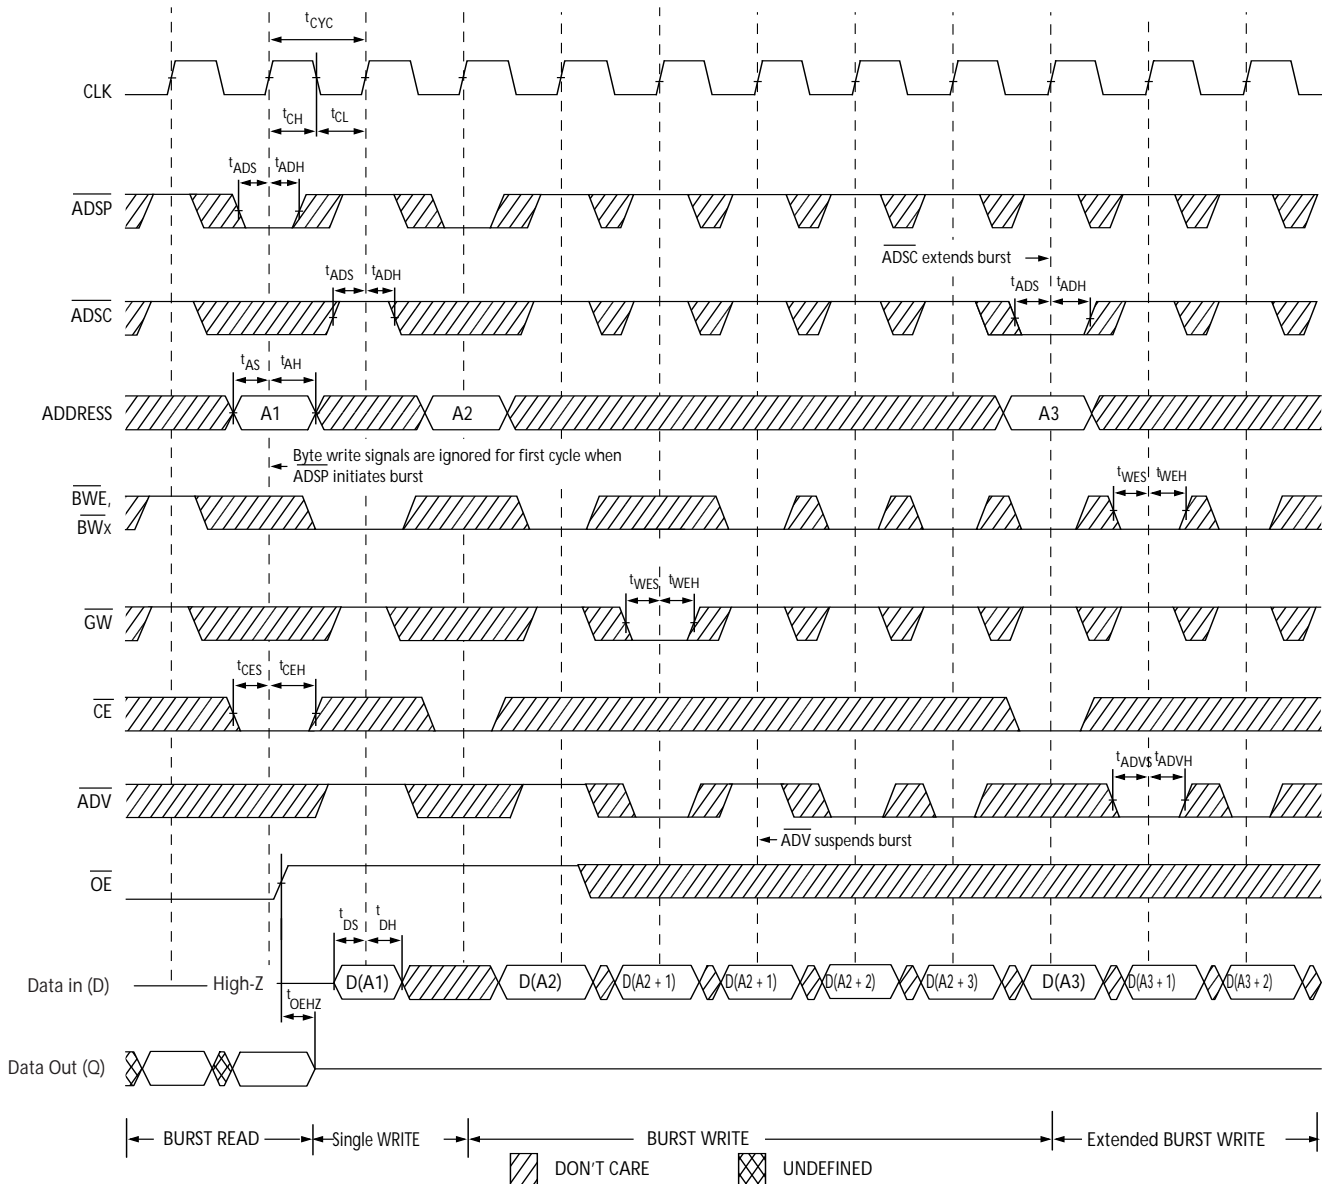 tCYC
CLK
tCH
tCL
tADS
tADH
ADSP
ADSC extends burst
tADS
tADH
tADS
tADH
ADSC
tAS
tAH
ADDRESS
A1
A2
A3
Byte write signals are ignored for first cycle when
ADSP initiates burst
BWE,
BWx
tWES
tWEH
tWES
tWEH
GW
tCES
tCEH
CE
tADVS
tADVH
ADV
ADV suspends burst
OE
tDS
tDH
Data in (D)
High-Z
D(A1)
D(A2)
D(A2 + 1)
D(A2 + 1)
D(A2 + 2)
D(A2 + 3)
D(A3)
D(A3 + 1)
D(A3 + 2)
tOEHZ
Data Out (Q)
BURST READ
Single WRITE
BURST WRITE
Extended BURST WRITE
DON'T CARE
UNDEFINED